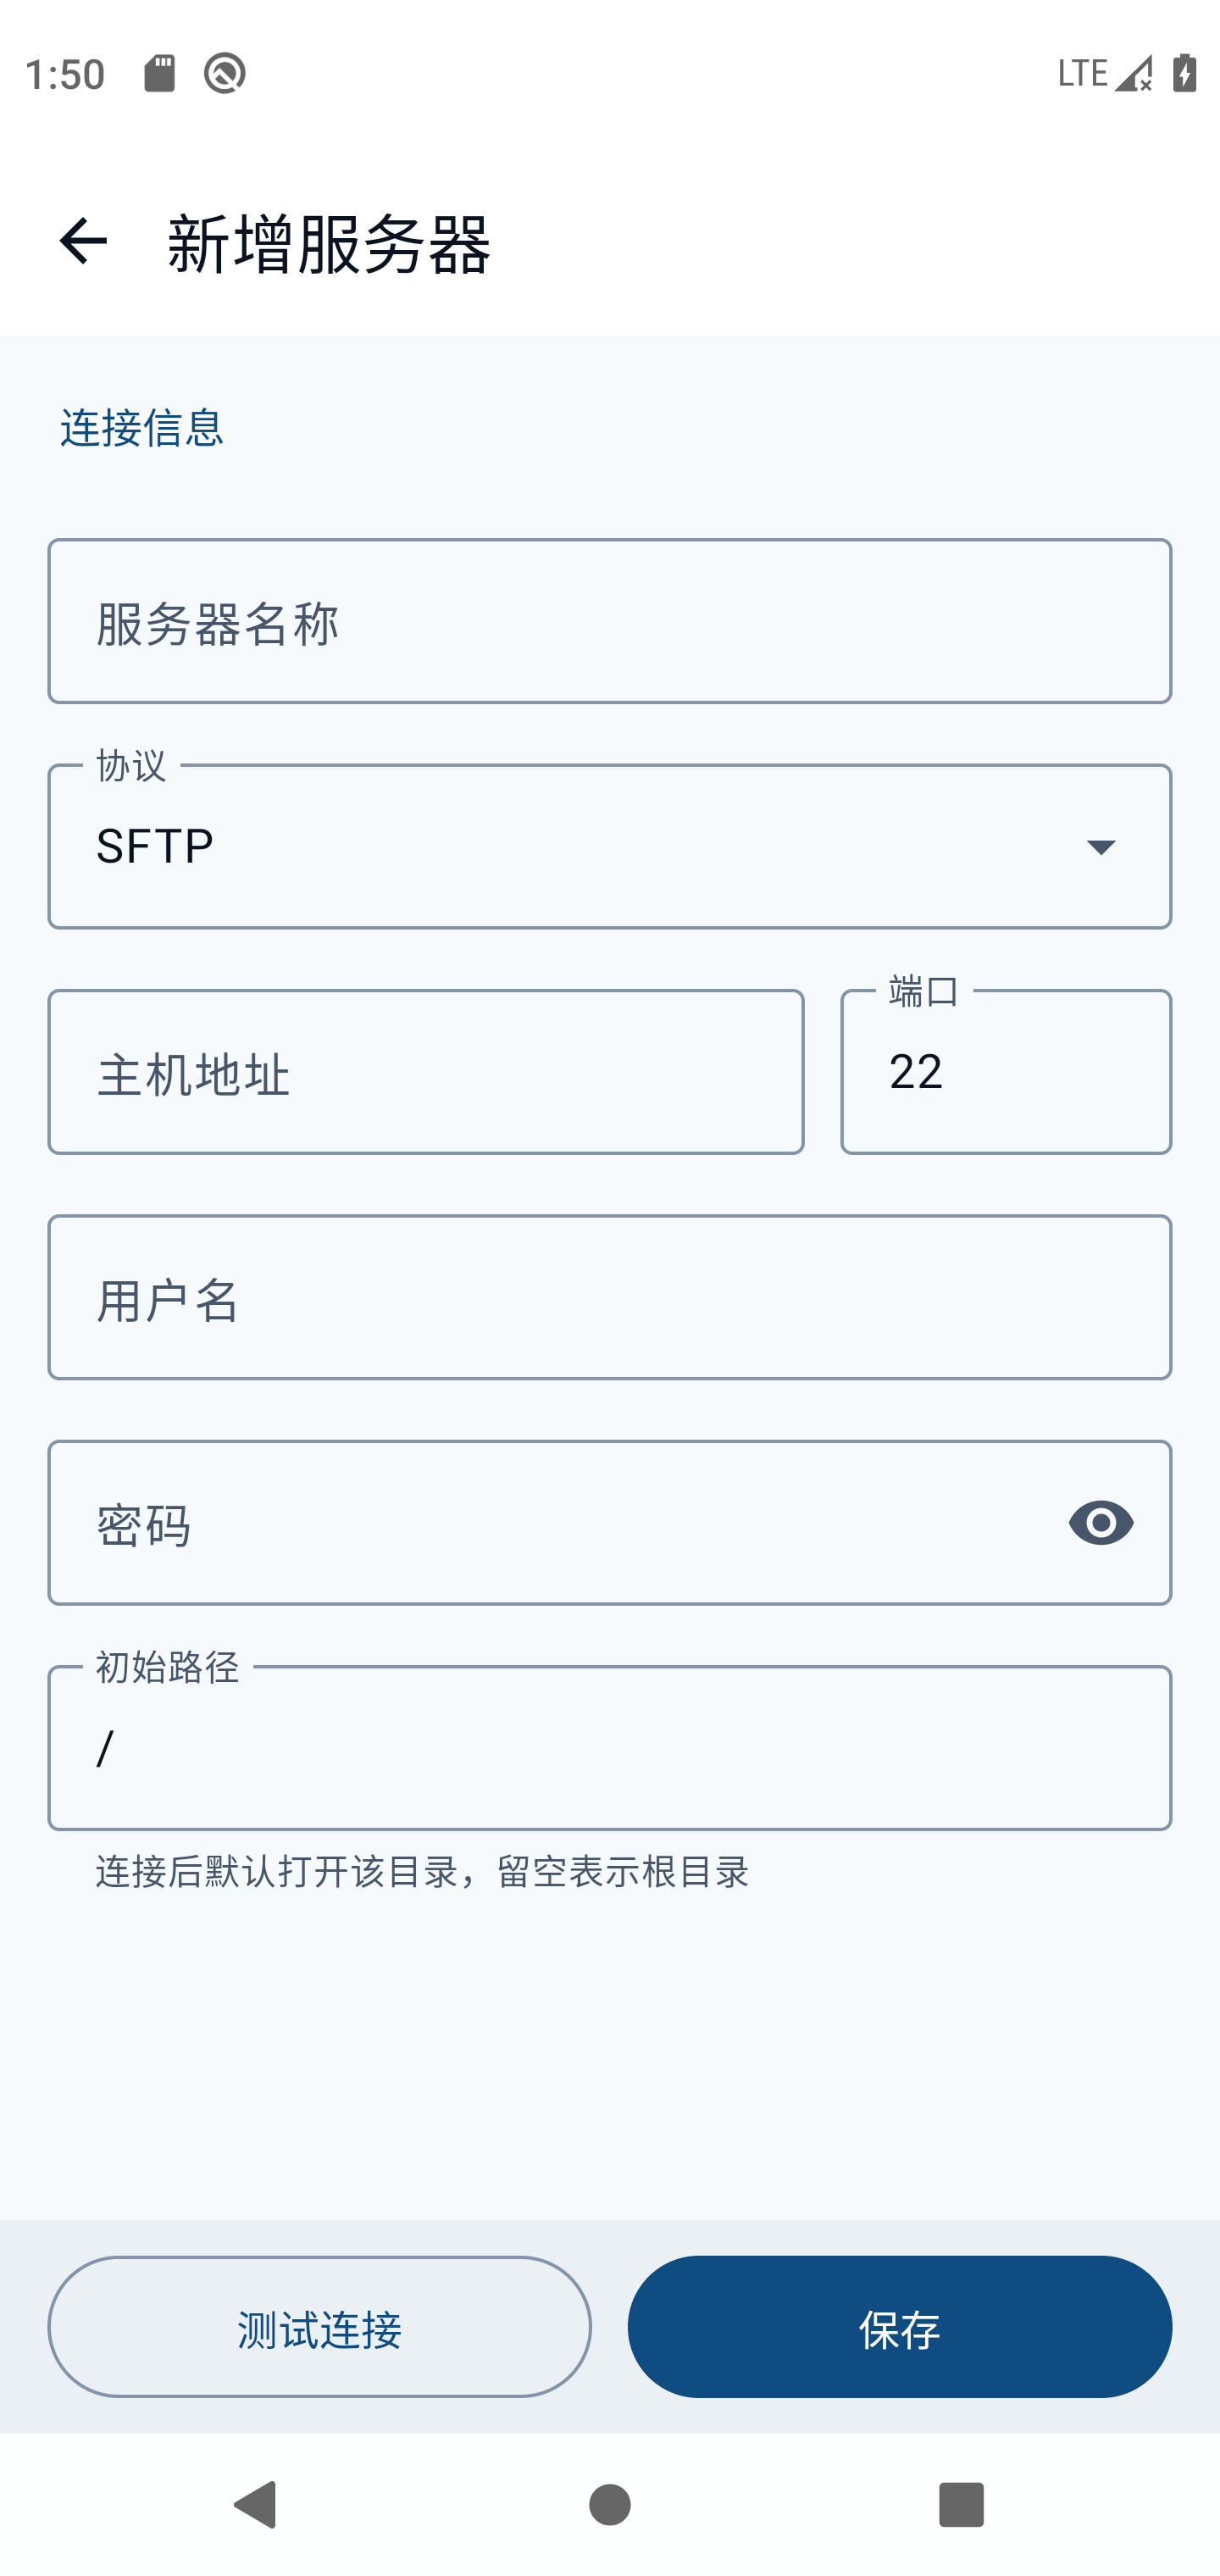 1:50 LTE
新增服务器
连接信息
服务器名称
协议
SFTP
端口
主机地址 22
用户名
密码
初始路径
/
连接后默认打开该目录，留空表示根目录
测试连接 保存